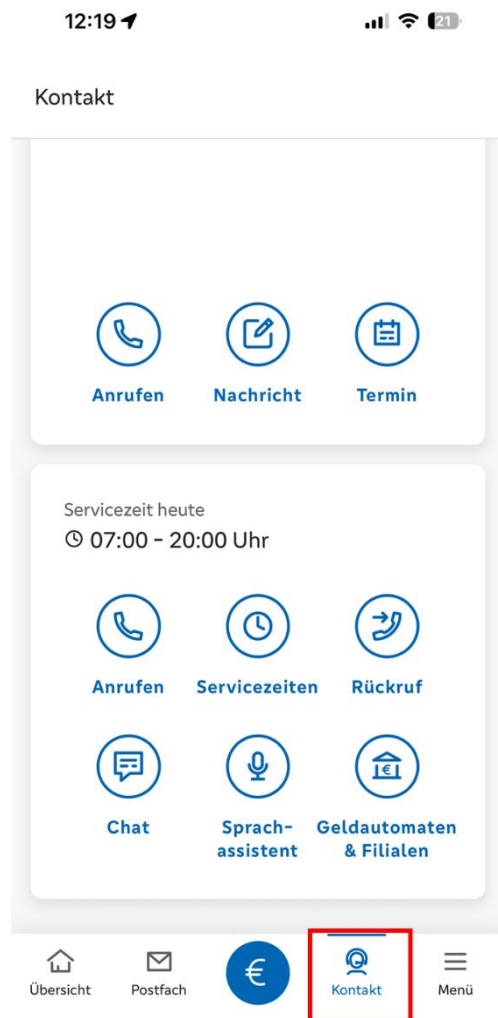 12:19
21
Kontakt
Anrufen Nachricht Termin
Servicezeit heute
07:00 – 20:00 Uhr
Anrufen Servicezeiten Rückruf
Chat Sprach-
assistent Geldautomaten
& Filialen
€
Übersicht Postfach Kontakt Menü